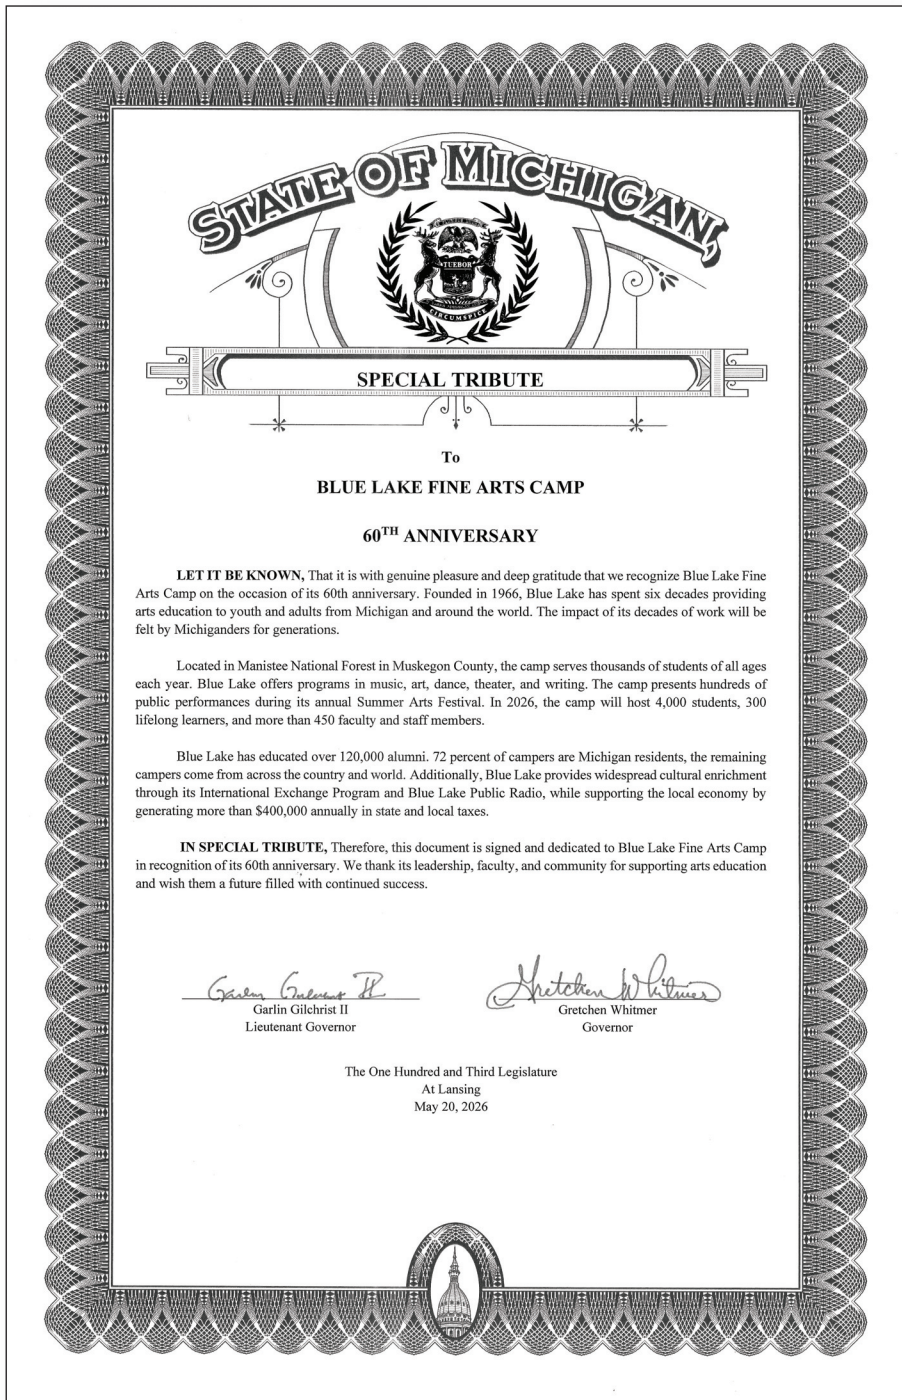 STATE OF MICHIGAN,
TUEBOR
CIRCUMSPICE
SPECIAL TRIBUTE
To
BLUE LAKE FINE ARTS CAMP
60TH ANNIVERSARY
LET IT BE KNOWN, That it is with genuine pleasure and deep gratitude that we recognize Blue Lake Fine
Arts Camp on the occasion of its 60th anniversary. Founded in 1966, Blue Lake has spent six decades providing
arts education to youth and adults from Michigan and around the world. The impact of its decades of work will be
felt by Michiganders for generations.
Located in Manistee National Forest in Muskegon County, the camp serves thousands of students of all ages
each year. Blue Lake offers programs in music, art, dance, theater, and writing. The camp presents hundreds of
public performances during its annual Summer Arts Festival. In 2026, the camp will host 4,000 students, 300
lifelong learners, and more than 450 faculty and staff members.
Blue Lake has educated over 120,000 alumni. 72 percent of campers are Michigan residents, the remaining
campers come from across the country and world. Additionally, Blue Lake provides widespread cultural enrichment
through its International Exchange Program and Blue Lake Public Radio, while supporting the local economy by
generating more than $400,000 annually in state and local taxes.
IN SPECIAL TRIBUTE, Therefore, this document is signed and dedicated to Blue Lake Fine Arts Camp
in recognition of its 60th anniversary. We thank its leadership, faculty, and community for supporting arts education
and wish them a future filled with continued success.
Garlin Gilchrist II
Gretchen Whitmer
Garlin Gilchrist II
Gretchen Whitmer
Lieutenant Governor
Governor
The One Hundred and Third Legislature
At Lansing
May 20, 2026